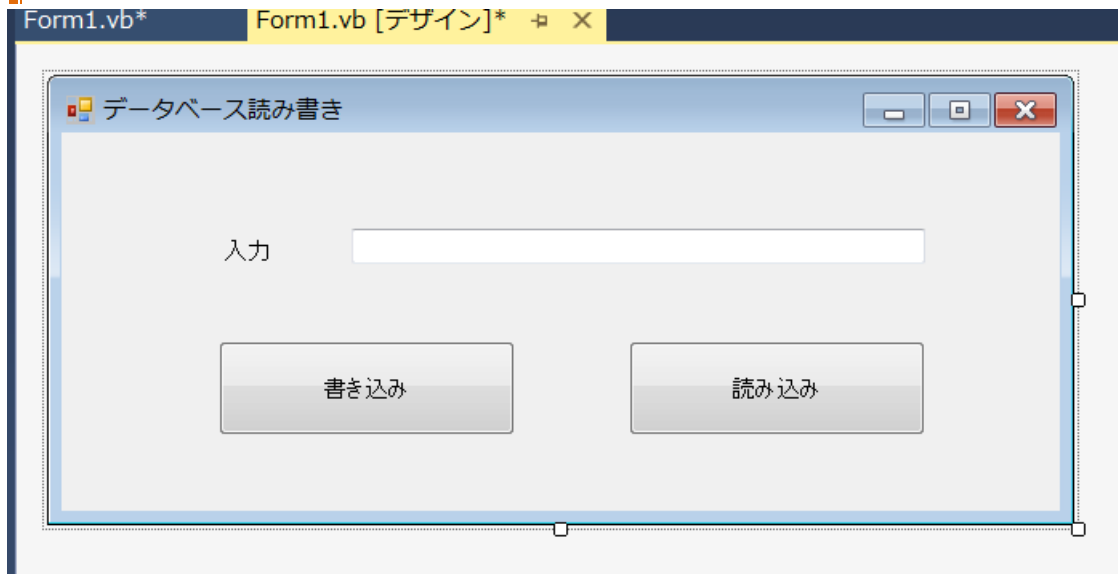 Form1.vb*
Form1.vb [デザイン]*
データベース読み書き
入力
書き込み
読み込み